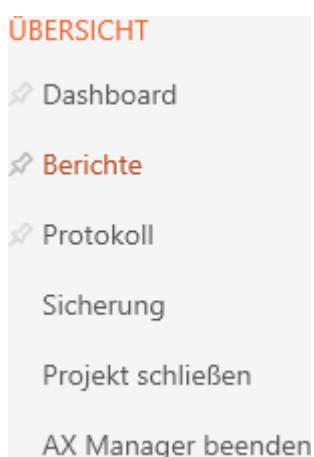 ÜBERSICHT
Dashboard
Berichte
Protokoll
Sicherung
Projekt schließen
AX Manager beenden